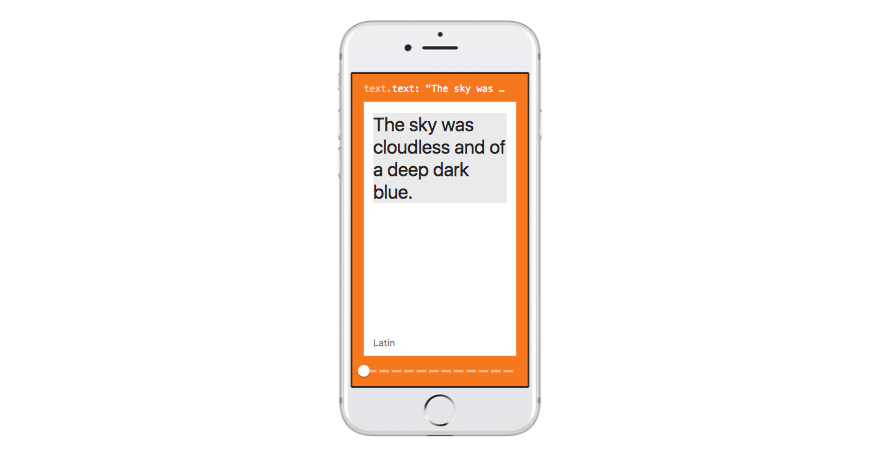 text.text: "The sky was …
The sky was
cloudless and of
a deep dark
blue.
Latin